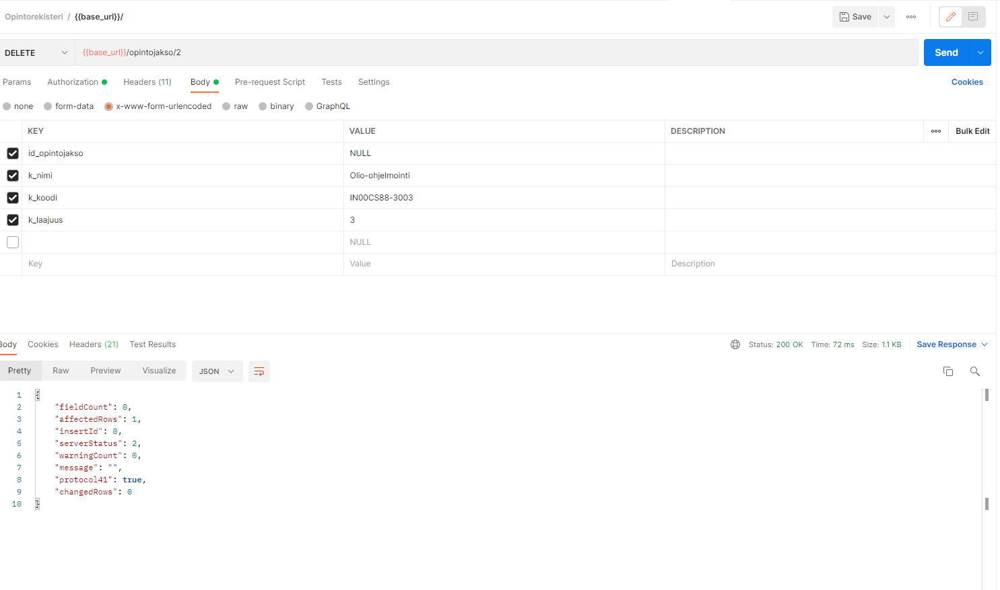 Opintorekisteri / {{base_url}}/
Save
DELETE
{{base_url}}/opintojakso/2
Send
Params Authorization Headers (11) Body Pre-request Script Tests Settings Cookies
none form-data x-www-form-urlencoded raw binary GraphQL
KEY VALUE DESCRIPTION Bulk Edit
id_opintojakso NULL
k_nimi Olio-ohjelmointi
k_koodi IN00CS88-3003
k_laajuus 3
NULL
Key Value Description
Body Cookies Headers (21) Test Results Status: 200 OK Time: 72 ms Size: 1.1 KB Save Response
Pretty Raw Preview Visualize JSON
1 {
2 "fieldCount": 0,
3 "affectedRows": 1,
4 "insertId": 0,
5 "serverStatus": 2,
6 "warningCount": 0,
7 "message": "",
8 "protocol41": true,
9 "changedRows": 0
10 }